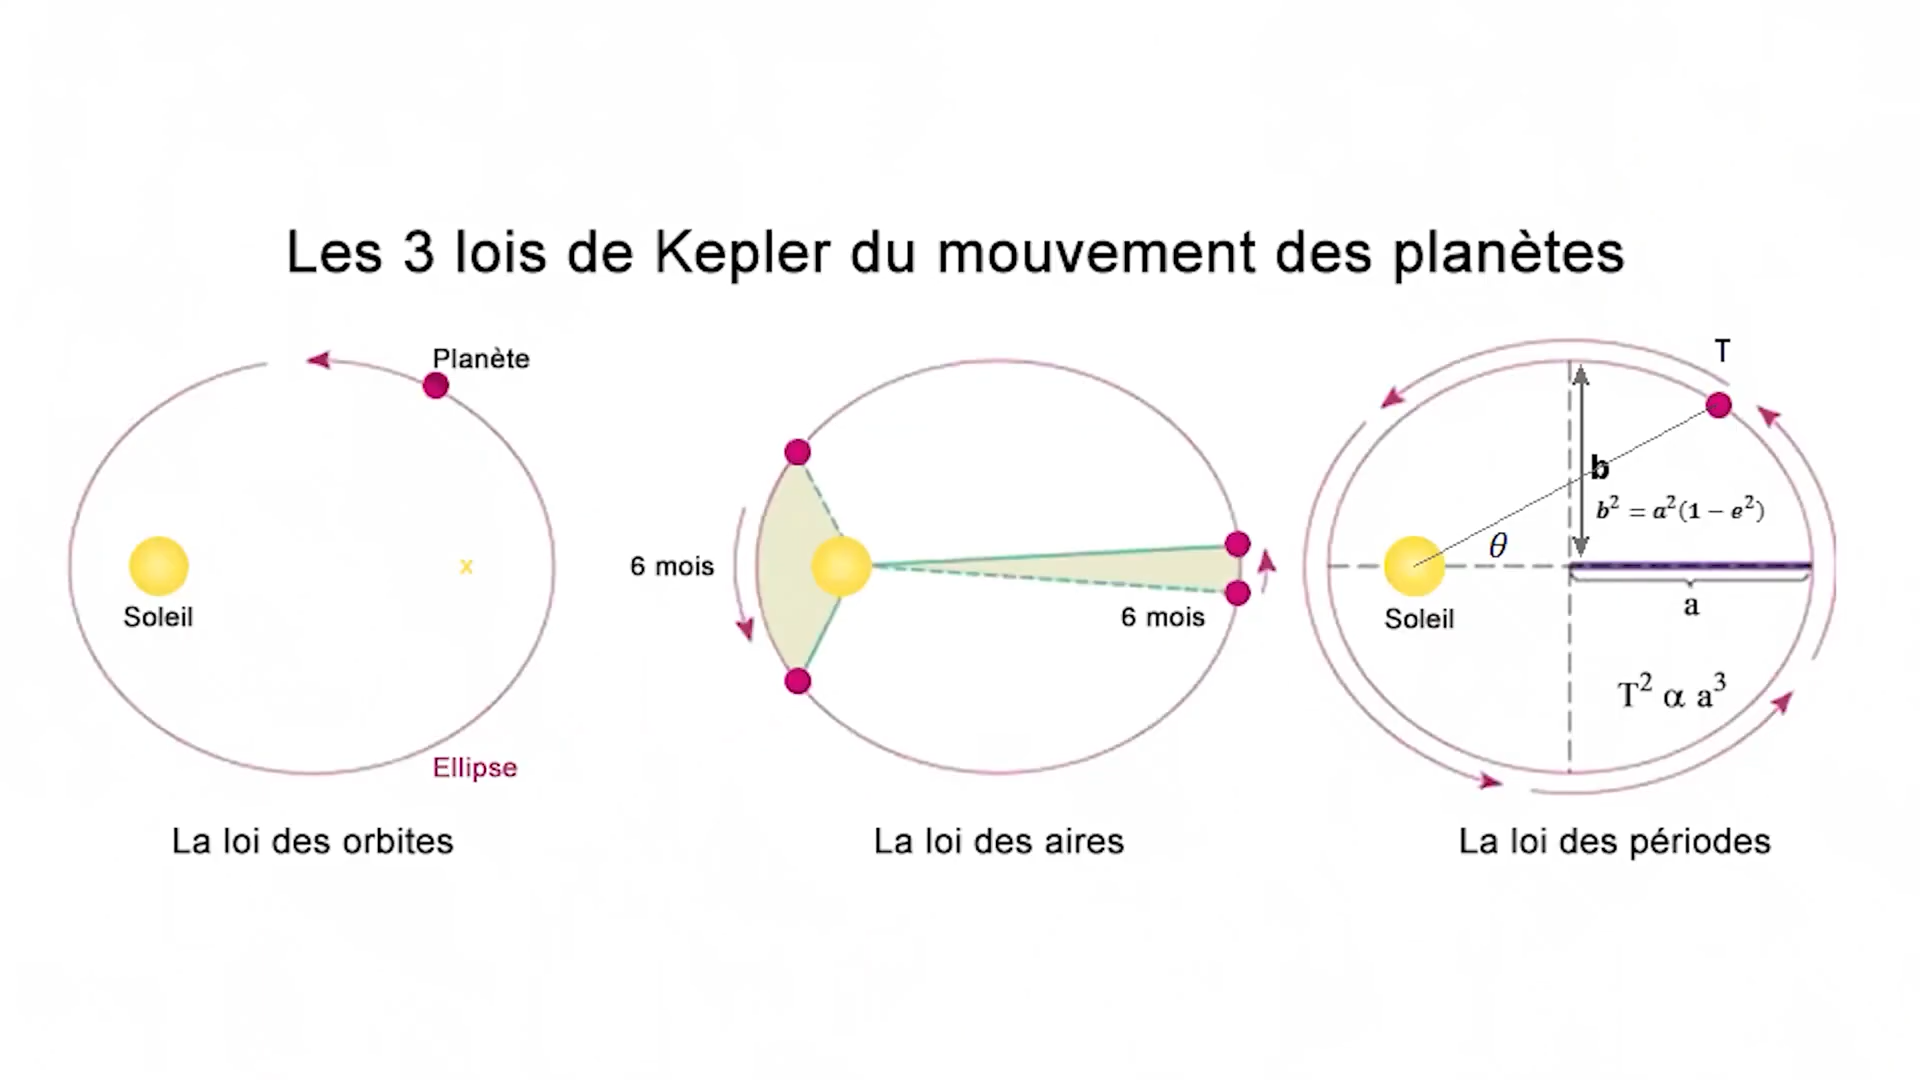 Les 3 lois de Kepler du mouvement des planètes
Planète
Soleil
x
Ellipse
La loi des orbites
6 mois
6 mois
La loi des aires
T
b
b² = a²(1 − e²)
θ
Soleil
a
T² α a³
La loi des périodes